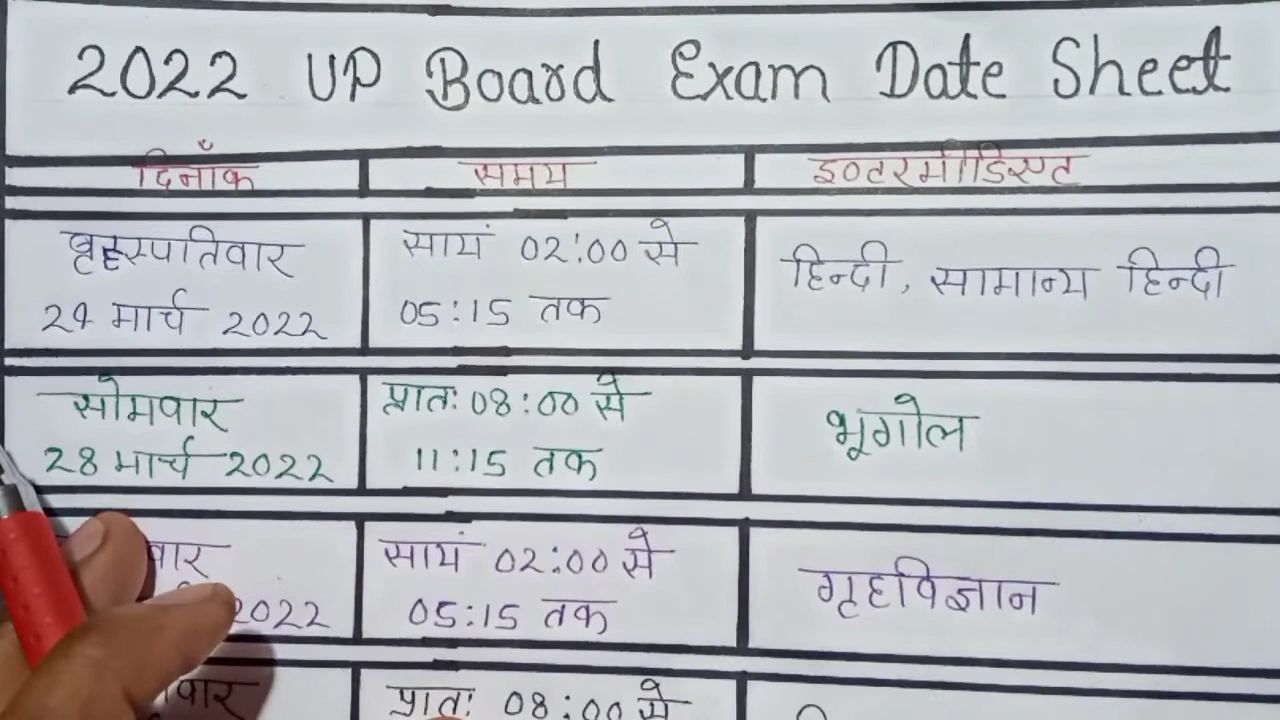 2022 UP Board Exam Date Sheet
दिनाँक समय इण्टरमीडिएट
बृहस्पतिवार सायं 02:00 से हिन्दी, सामान्य हिन्दी
24 मार्च 2022 05:15 तक
सोमवार प्रातः 08:00 से भूगोल
28 मार्च 2022 11:15 तक
वार सायं 02:00 से गृहविज्ञान
2022 05:15 तक
वार प्रातः 08:00 से